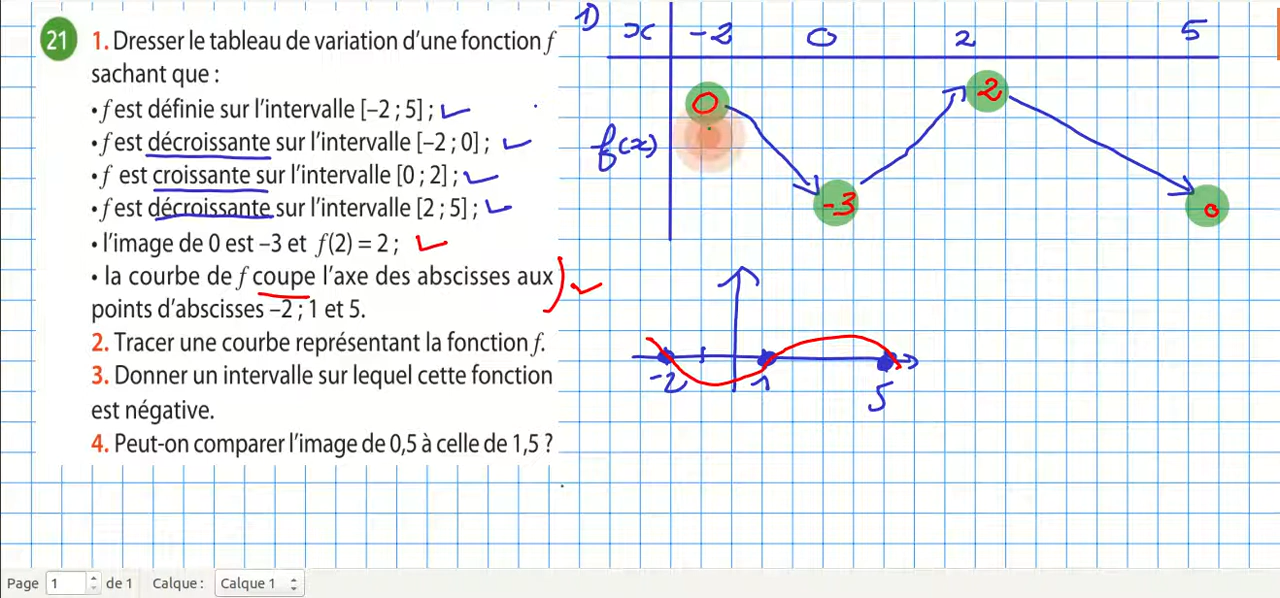 21 1. Dresser le tableau de variation d'une fonction f
sachant que :
• f est définie sur l'intervalle [–2 ; 5] ;
• f est décroissante sur l'intervalle [–2 ; 0] ;
• f est croissante sur l'intervalle [0 ; 2] ;
• f est décroissante sur l'intervalle [2 ; 5] ;
• l'image de 0 est –3 et f(2) = 2 ;
• la courbe de f coupe l'axe des abscisses aux
points d'abscisses –2 ; 1 et 5.
2. Tracer une courbe représentant la fonction f.
3. Donner un intervalle sur lequel cette fonction
est négative.
4. Peut-on comparer l'image de 0,5 à celle de 1,5 ?
1) x -2 0 2 5
0 2
f(x)
-3 0
-2 1 5
Page 1 de 1 Calque : Calque 1